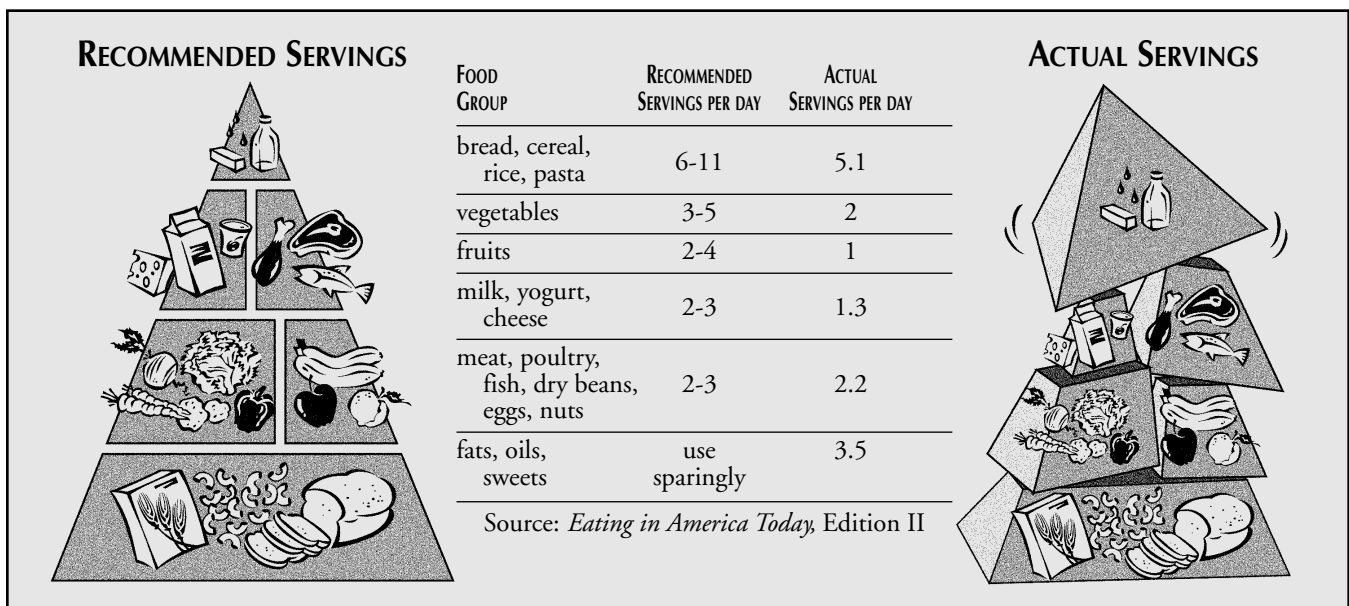 RECOMMENDED SERVINGS
FOOD GROUP RECOMMENDED SERVINGS PER DAY ACTUAL SERVINGS PER DAY
bread, cereal, rice, pasta 6-11 5.1
vegetables 3-5 2
fruits 2-4 1
milk, yogurt, cheese 2-3 1.3
meat, poultry, fish, dry beans, eggs, nuts 2-3 2.2
fats, oils, sweets use sparingly 3.5
Source: Eating in America Today, Edition II
ACTUAL SERVINGS